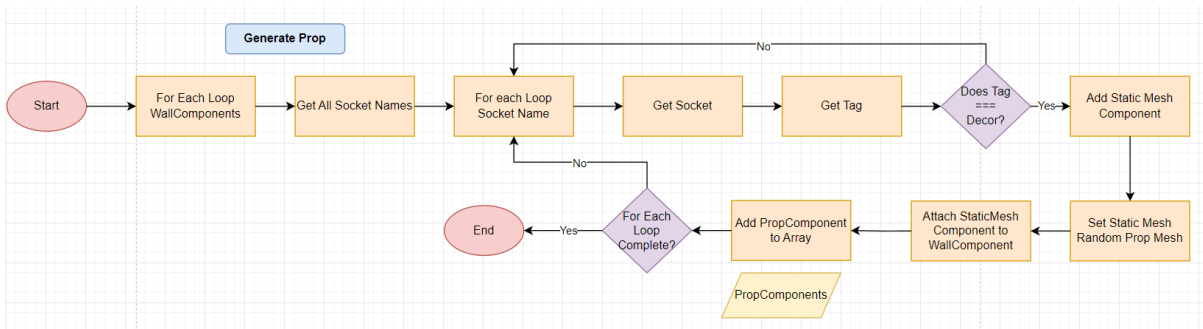 Generate Prop
No
Start
For Each Loop
WallComponents
Get All Socket Names
For each Loop
Socket Name
Get Socket
Get Tag
Does Tag
===
Decor?
Yes
Add Static Mesh
Component
No
End
Yes
For Each
Loop
Complete?
Add PropComponent
to Array
Attach StaticMesh
Component to
WallComponent
Set Static Mesh
Random Prop Mesh
PropComponents